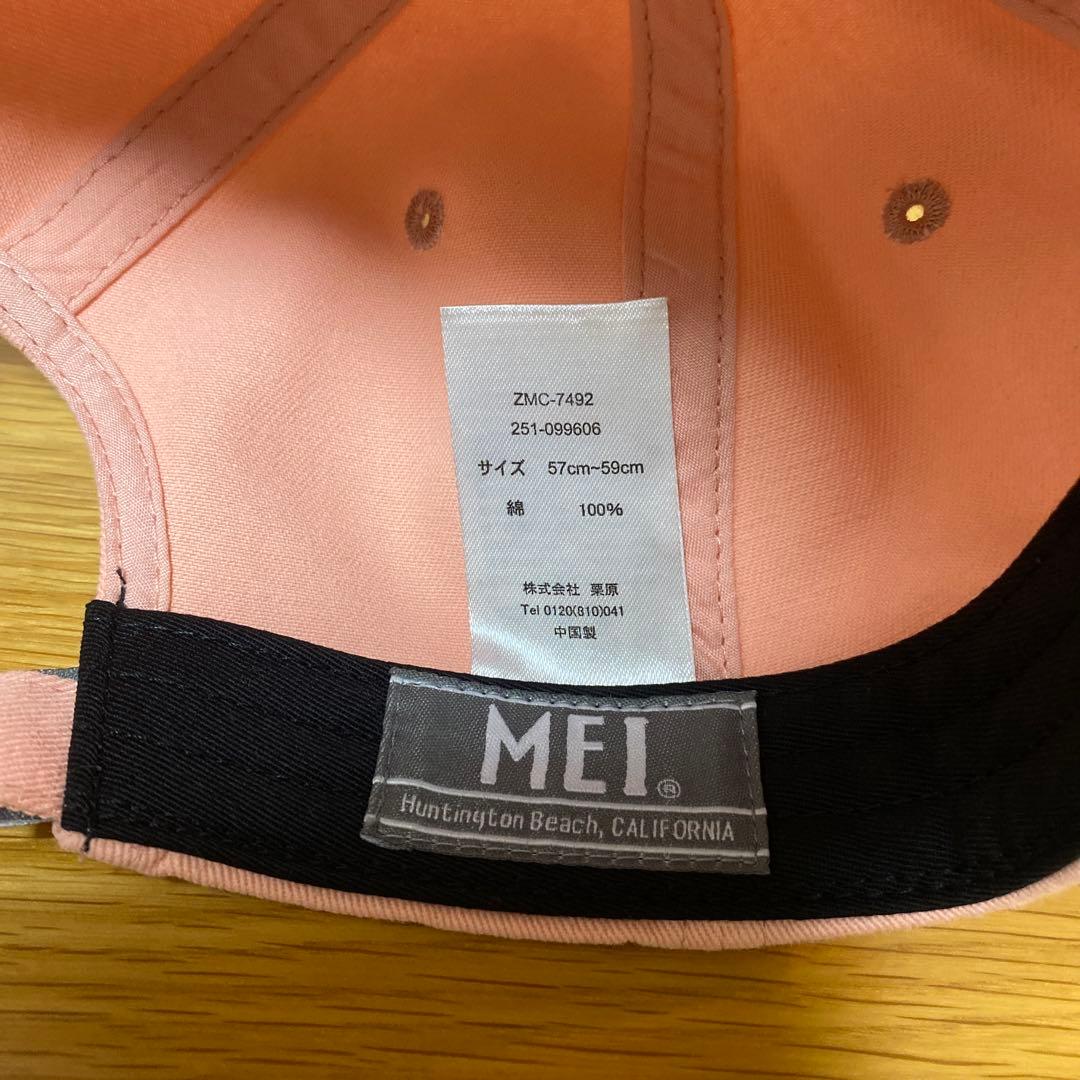 ZMC-7492
251-099606
サイズ 57cm~59cm
綿 100%
株式会社 栗原
Tel 0120(810)041
中国製
MEI®
Huntington Beach, CALIFORNIA